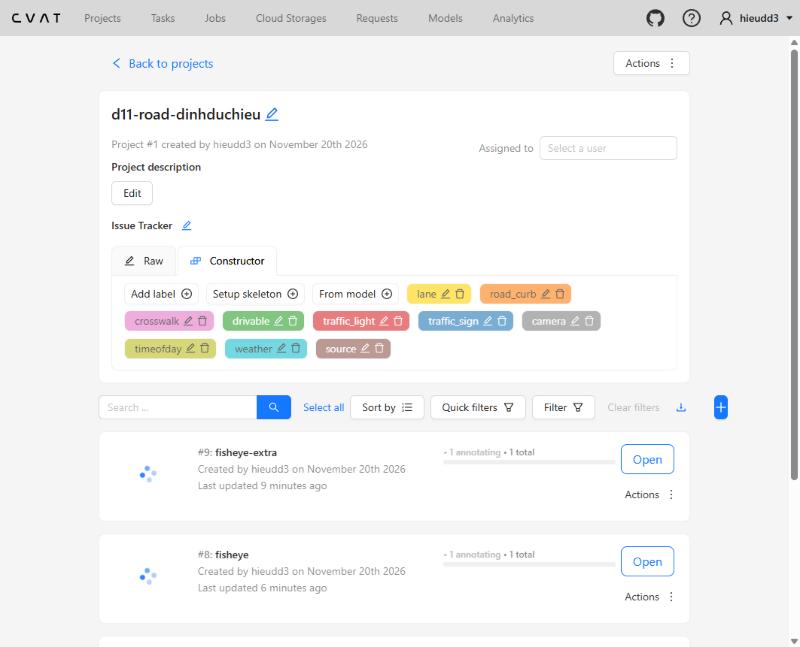 CVAT Projects Tasks Jobs Cloud Storages Requests Models Analytics hieudd3
Back to projects Actions
d11-road-dinhduchieu
Project #1 created by hieudd3 on November 20th 2026 Assigned to Select a user
Project description
Edit
Issue Tracker
Raw Constructor
Add label Setup skeleton From model lane road_curb
crosswalk drivable traffic_light traffic_sign camera
timeofday weather source
Search ... Select all Sort by Quick filters Filter Clear filters
#9: fisheye-extra • 1 annotating • 1 total Open
Created by hieudd3 on November 20th 2026
Last updated 9 minutes ago Actions
#8: fisheye • 1 annotating • 1 total Open
Created by hieudd3 on November 20th 2026
Last updated 6 minutes ago Actions